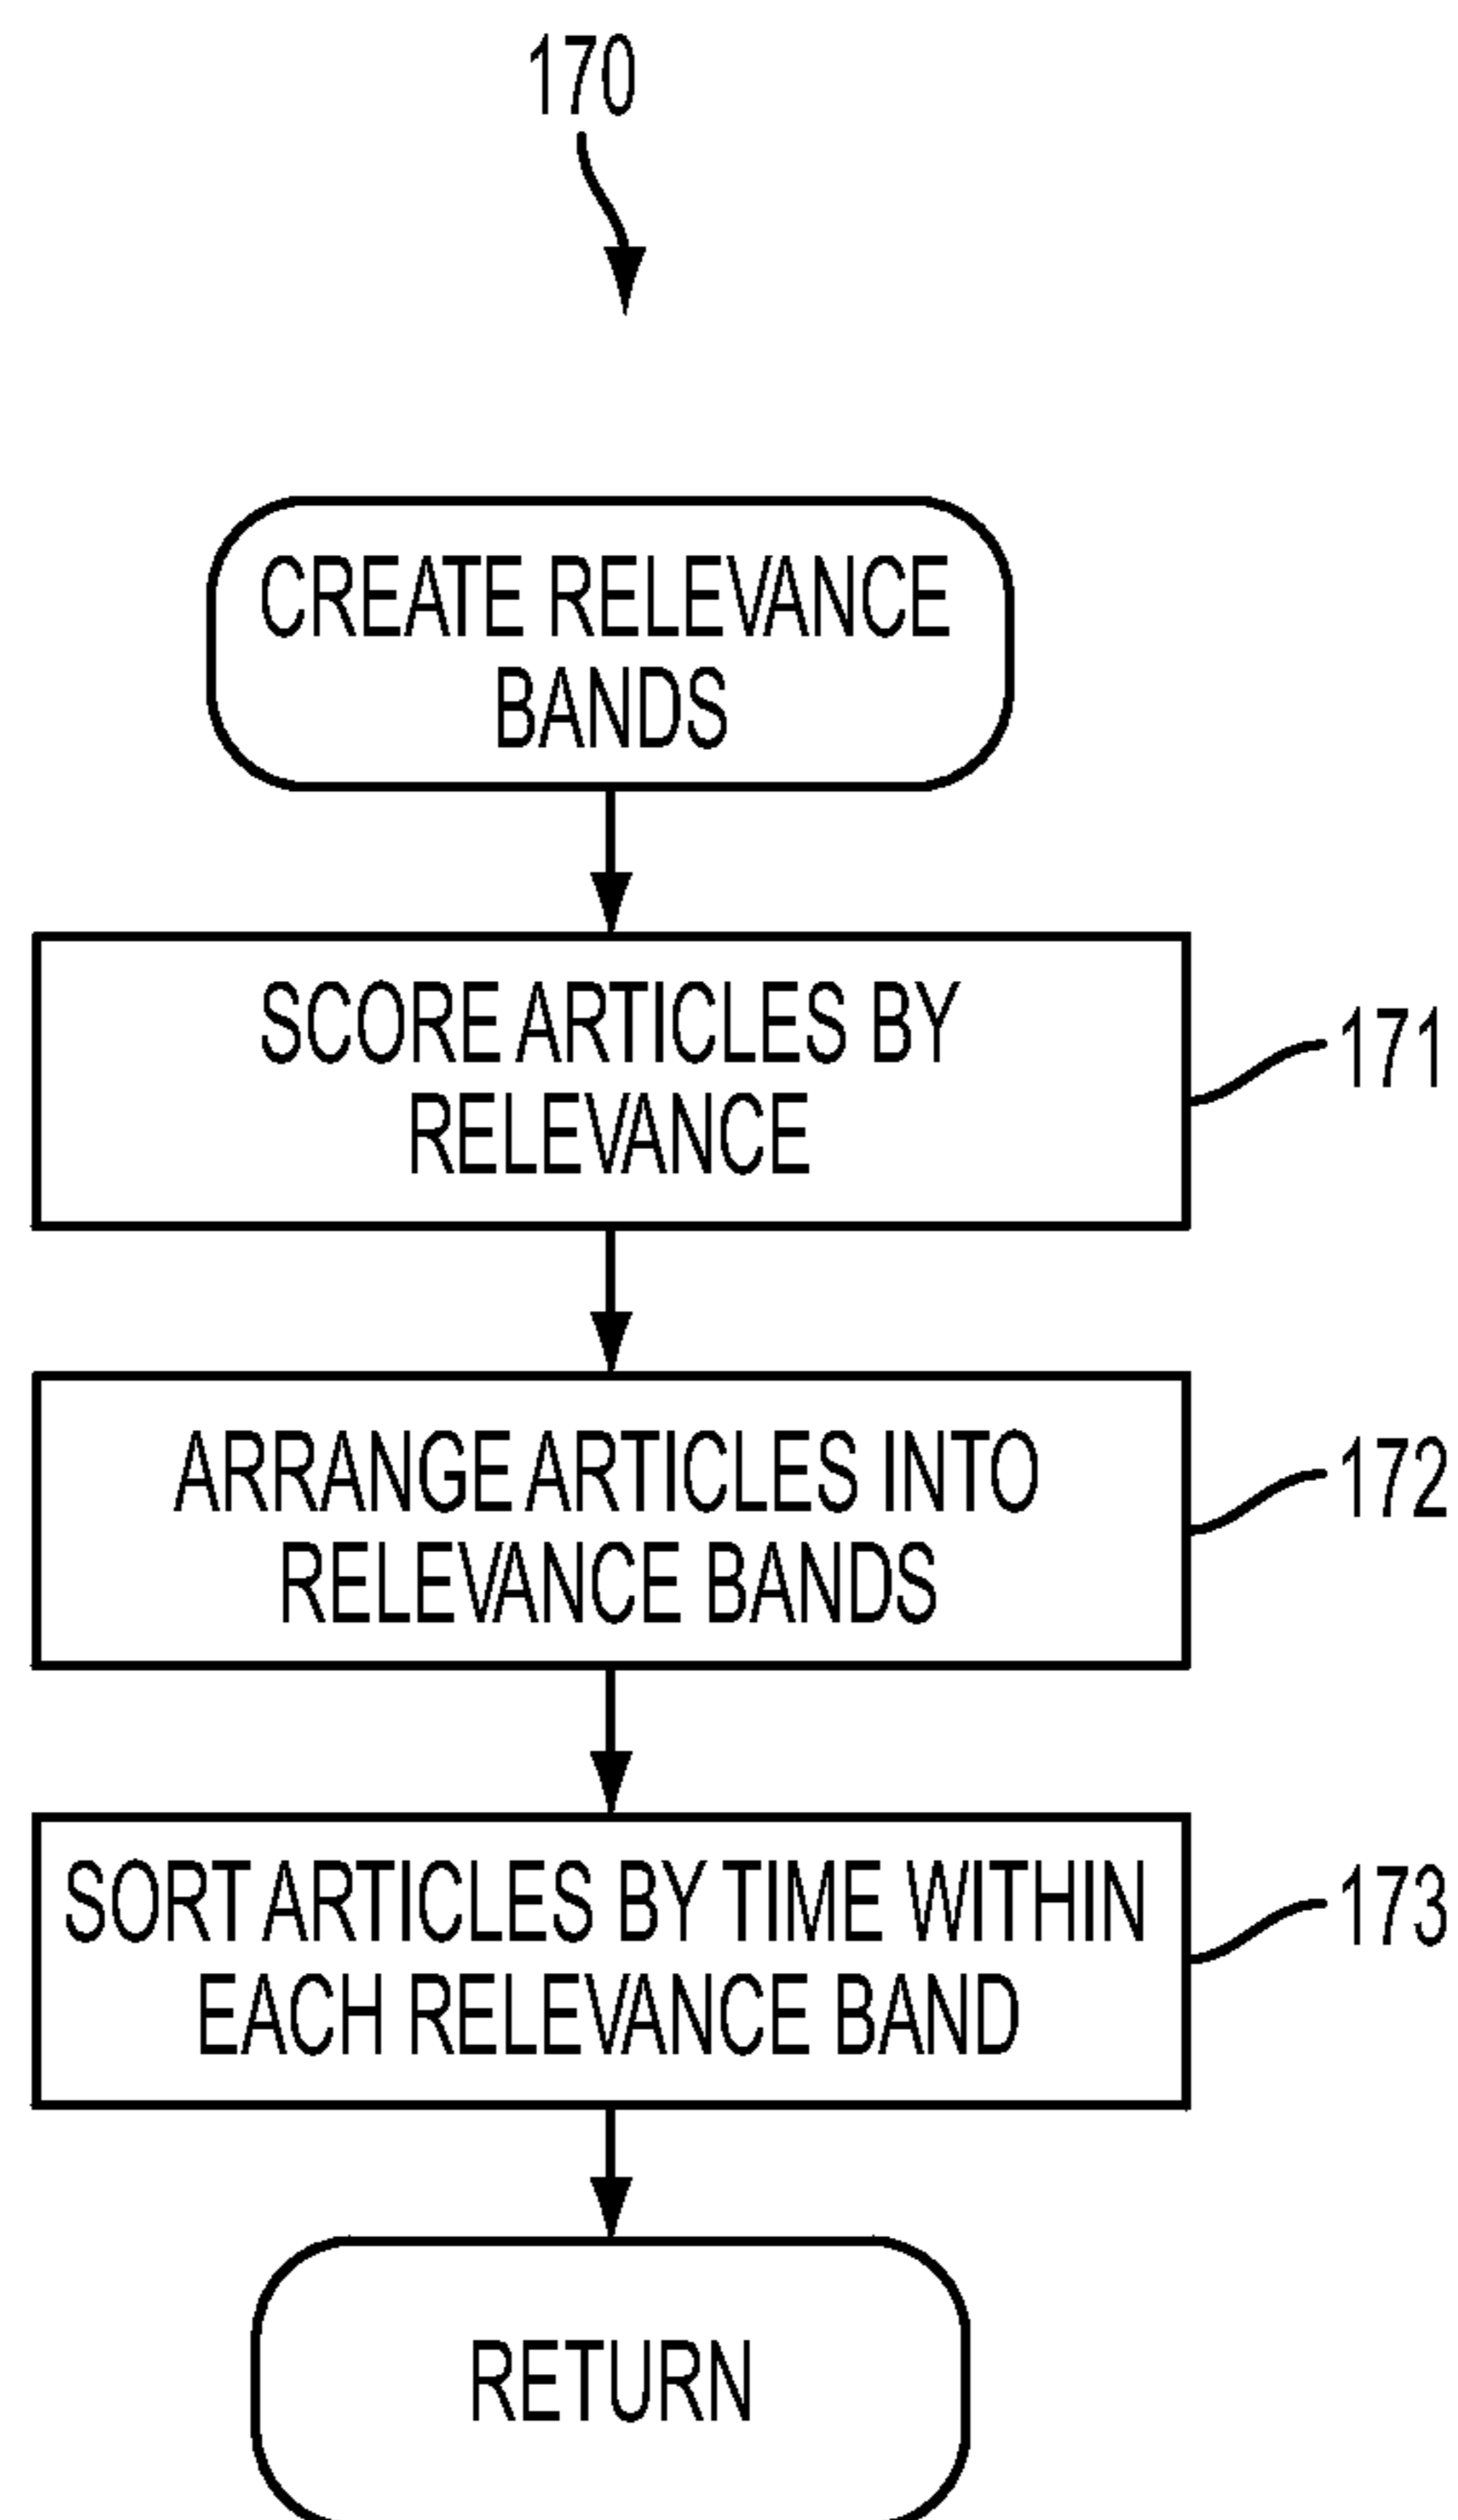 170
CREATE RELEVANCE
BANDS
SCORE ARTICLES BY
RELEVANCE
171
ARRANGE ARTICLES INTO
RELEVANCE BANDS
172
SORT ARTICLES BY TIME WITHIN
EACH RELEVANCE BAND
173
RETURN